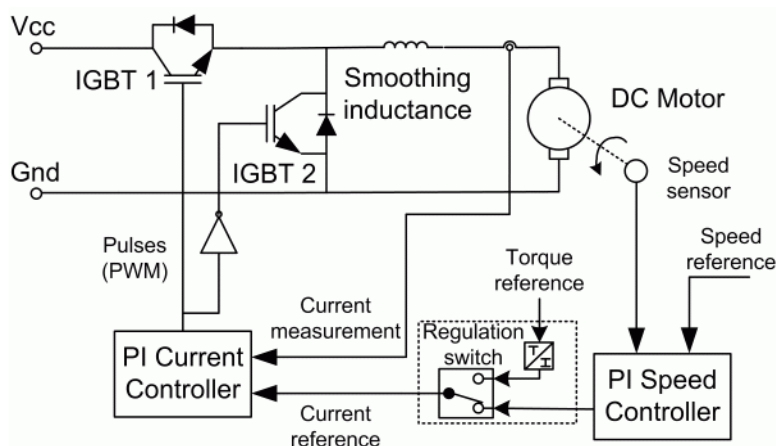 Vcc
IGBT 1
Smoothing
inductance
DC Motor
Gnd
IGBT 2
Speed
sensor
Pulses
(PWM)
Torque
reference
Speed
reference
Current
measurement
Regulation
switch
T
I
PI Current
Controller
PI Speed
Controller
Current
reference